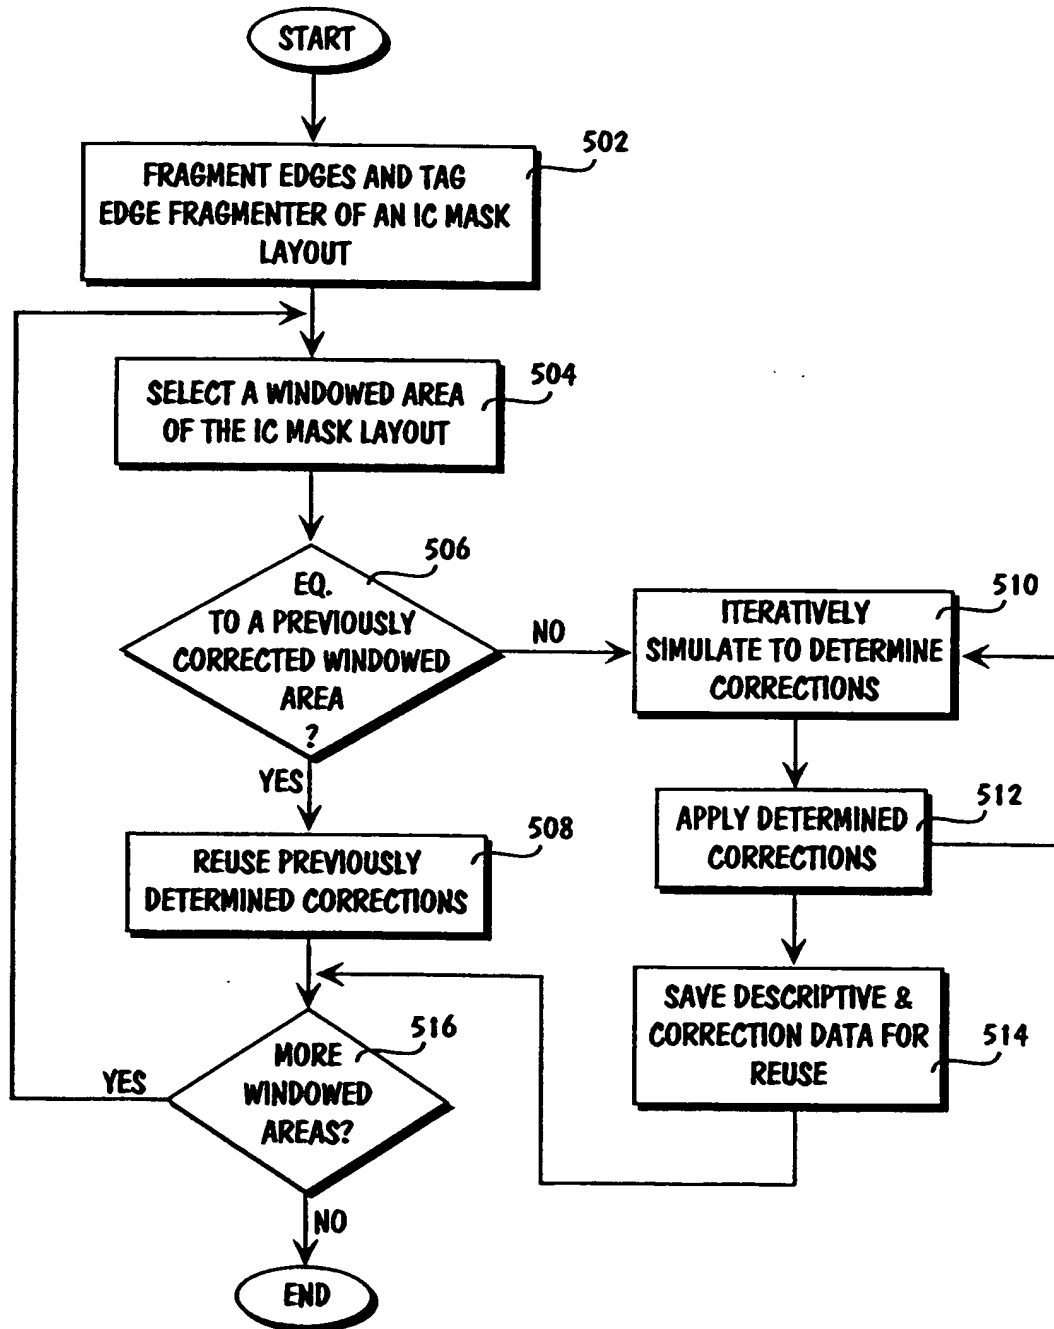 START
502
FRAGMENT EDGES AND TAG
EDGE FRAGMENTER OF AN IC MASK
LAYOUT
504
SELECT A WINDOWED AREA
OF THE IC MASK LAYOUT
506
EQ.
TO A PREVIOUSLY
CORRECTED WINDOWED
AREA
?
NO
YES
510
ITERATIVELY
SIMULATE TO DETERMINE
CORRECTIONS
512
APPLY DETERMINED
CORRECTIONS
508
REUSE PREVIOUSLY
DETERMINED CORRECTIONS
514
SAVE DESCRIPTIVE &
CORRECTION DATA FOR
REUSE
516
MORE
WINDOWED
AREAS?
YES
NO
END